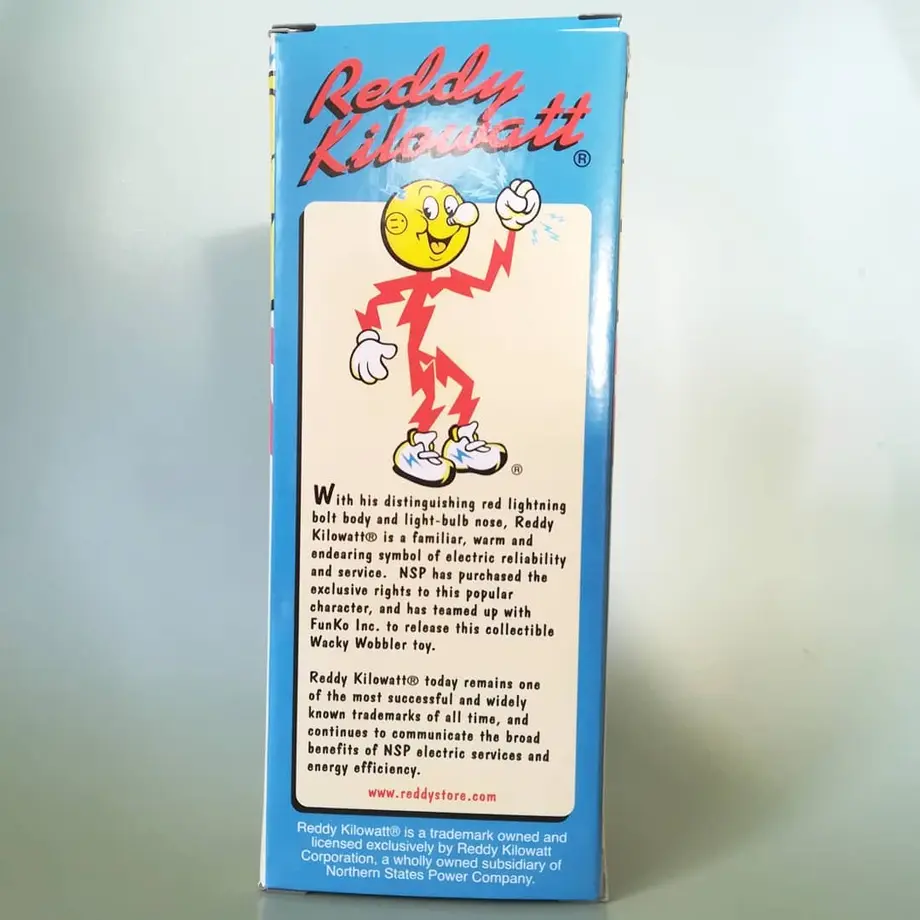 Reddy
Kilowatt®
®
With his distinguishing red lightning
bolt body and light-bulb nose, Reddy
Kilowatt® is a familiar, warm and
endearing symbol of electric reliability
and service. NSP has purchased the
exclusive rights to this popular
character, and has teamed up with
FunKo Inc. to release this collectible
Wacky Wobbler toy.
Reddy Kilowatt® today remains one
of the most successful and widely
known trademarks of all time, and
continues to communicate the broad
benefits of NSP electric services and
energy efficiency.
www.reddystore.com
Reddy Kilowatt® is a trademark owned and
licensed exclusively by Reddy Kilowatt
Corporation, a wholly owned subsidiary of
Northern States Power Company.